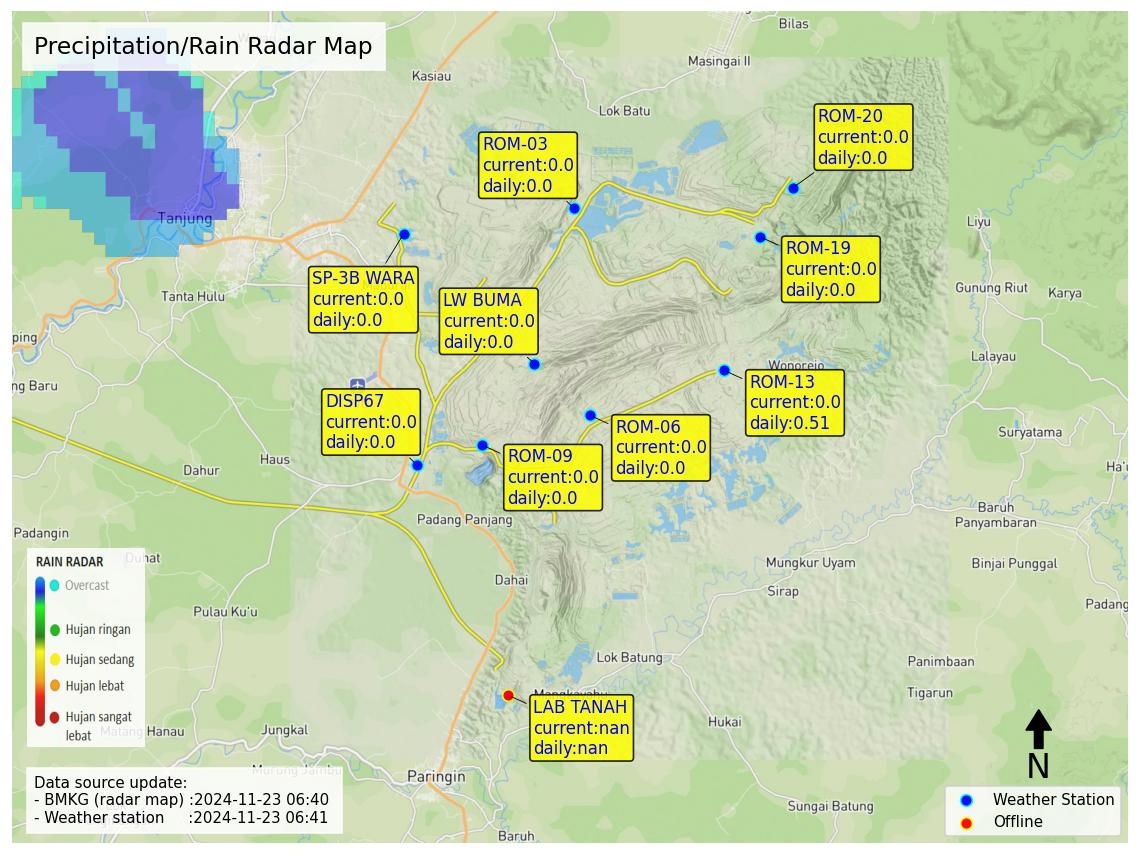 Precipitation/Rain Radar Map
Bilas
Masingai II
Kasiau
Lok Batu
ROM-20
current:0.0
daily:0.0
ROM-03
current:0.0
daily:0.0
Tanjung
Liyu
SP-3B WARA
current:0.0
daily:0.0
ROM-19
current:0.0
daily:0.0
Tanta Hulu
LW BUMA
current:0.0
daily:0.0
Gunung Riut
Karya
ping
Lalayau
Wonorejo
ng Baru
ROM-13
current:0.0
daily:0.51
DISP67
current:0.0
daily:0.0
ROM-06
current:0.0
daily:0.0
Suryatama
Haus
Dahur
ROM-09
current:0.0
daily:0.0
Ha'u
Padang Panjang
Baruh
Panyambaran
Padangin
Duhat
Mungkur Uyam
Binjai Punggal
Dahai
Sirap
Padang
Pulau Ku'u
RAIN RADAR
Overcast
Hujan ringan
Hujan sedang
Hujan lebat
Hujan sangat
lebat
Lok Batung
Panimbaan
Tigarun
Mangkayahu
LAB TANAH
current:nan
daily:nan
Hukai
Matang Hanau
Jungkal
Murung Jambu
Paringin
Sungai Batung
Baruh
Data source update:
- BMKG (radar map) :2024-11-23 06:40
- Weather station :2024-11-23 06:41
N
Weather Station
Offline